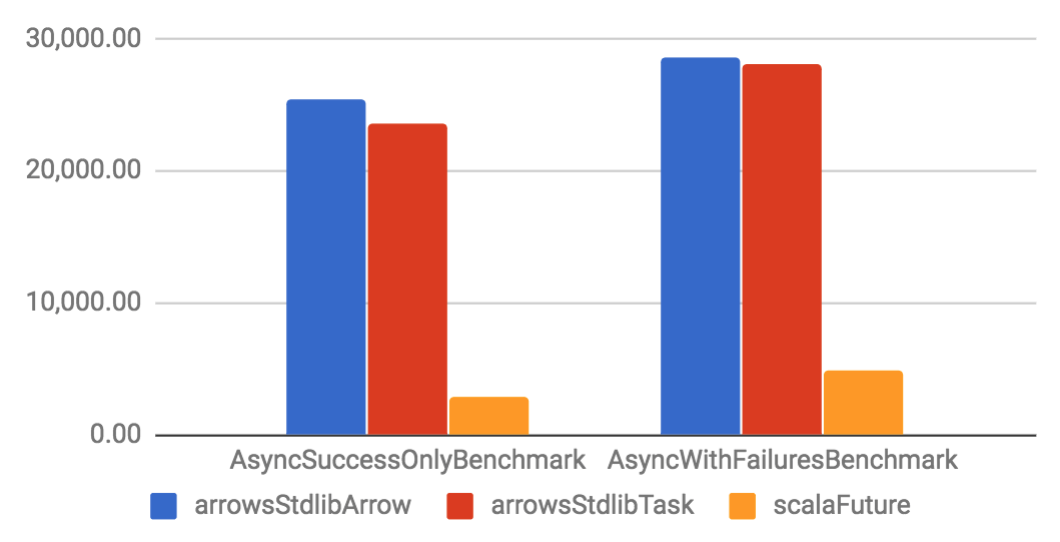 30,000.00
20,000.00
10,000.00
0.00
AsyncSuccessOnlyBenchmark AsyncWithFailuresBenchmark
arrowsStdlibArrow arrowsStdlibTask scalaFuture